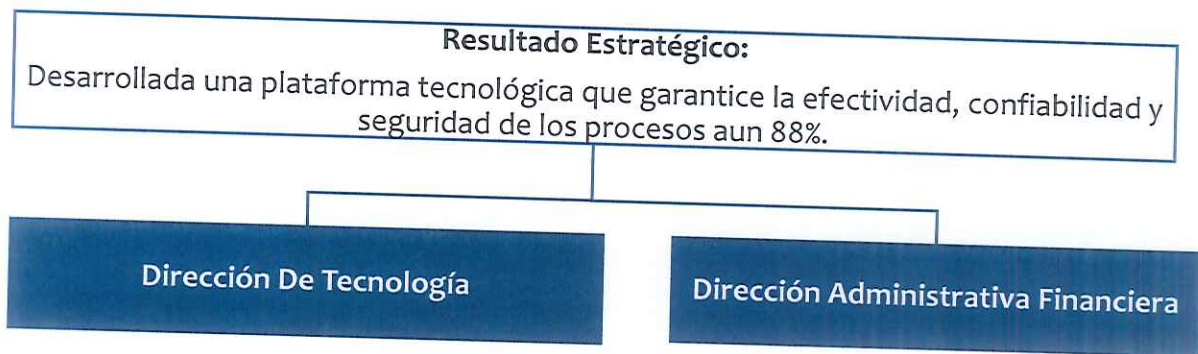 Resultado Estratégico:
Desarrollada una plataforma tecnológica que garantice la efectividad, confiabilidad y
seguridad de los procesos aun 88%.
Dirección De Tecnología
Dirección Administrativa Financiera